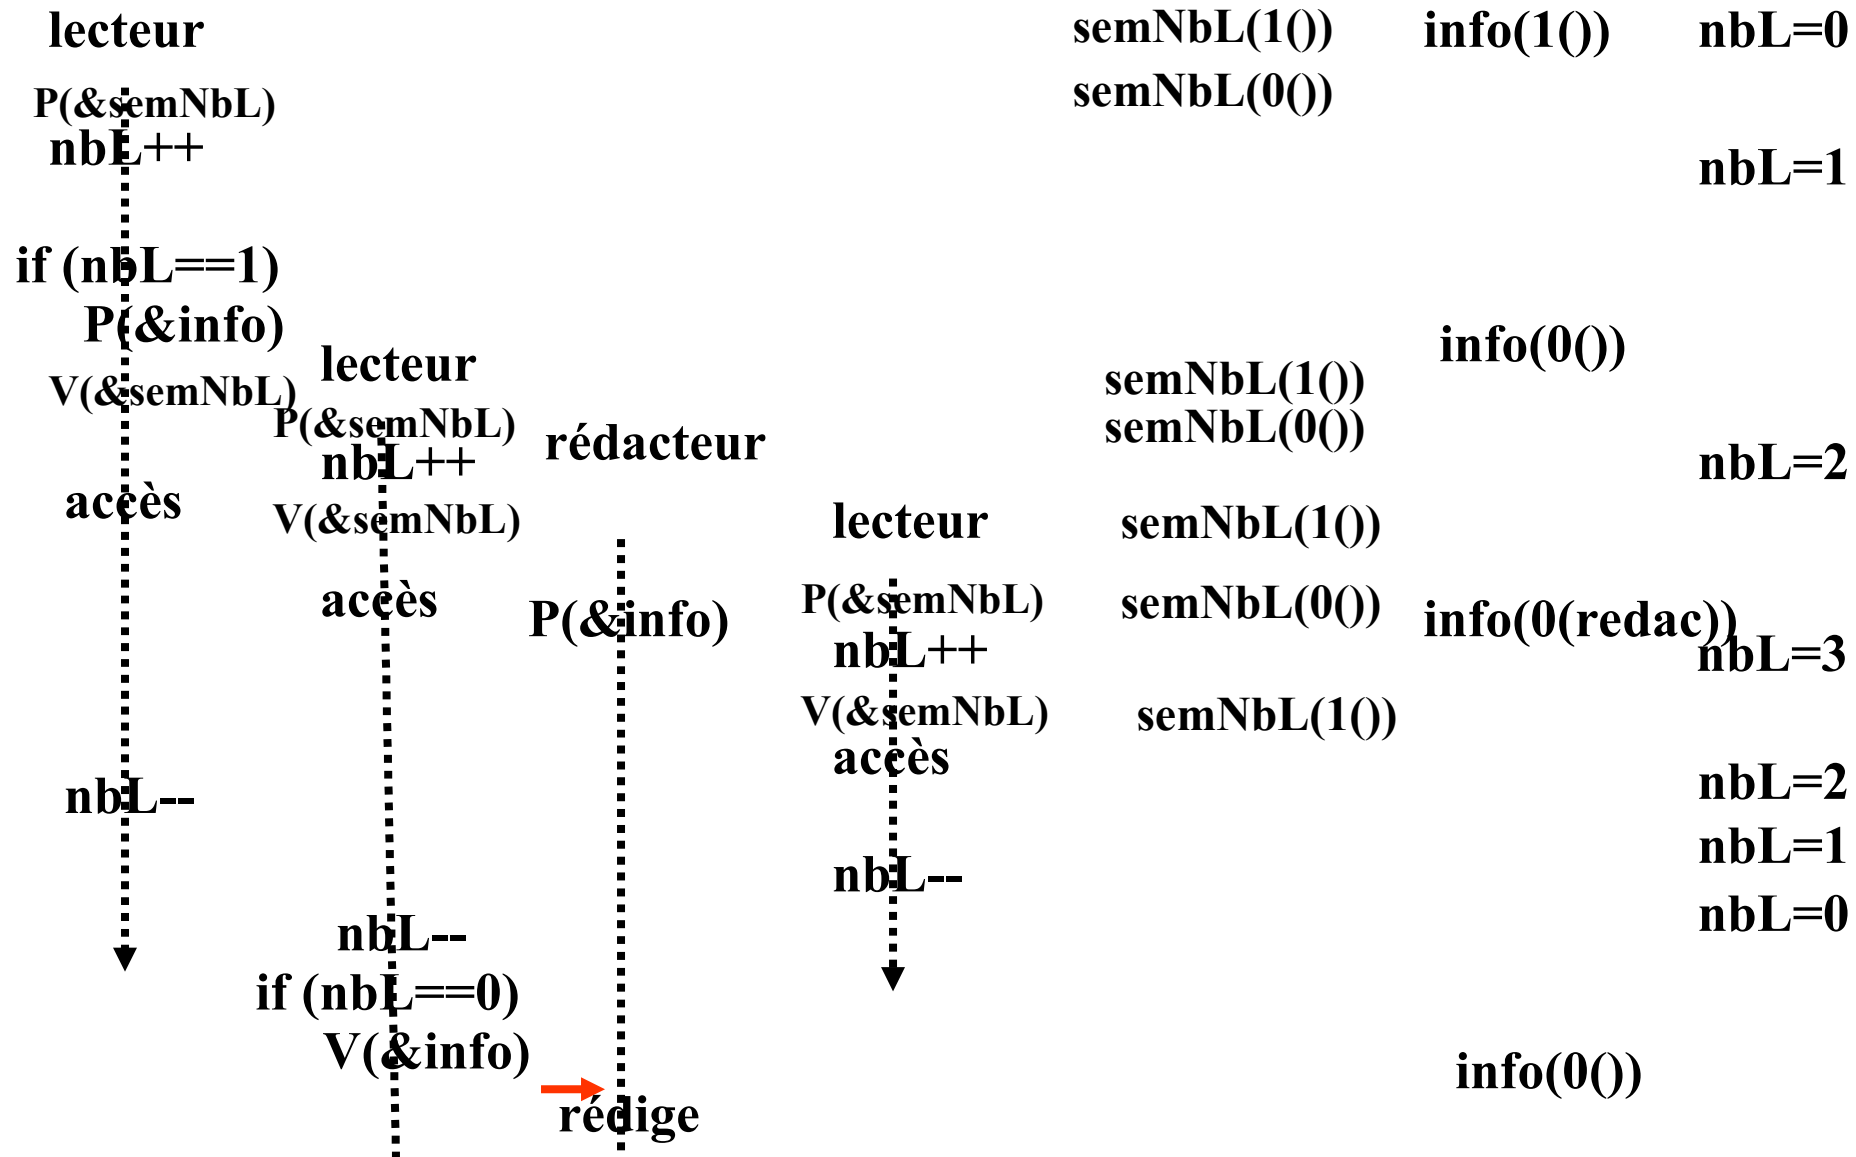 lecteur semNbL(1()) info(1()) nbL=0
P(&semNbL) semNbL(0())
nbL++ nbL=1
if (nbL==1)
P(&info) info(0())
lecteur
V(&semNbL) semNbL(1())
P(&semNbL) semNbL(0())
rédacteur
nbL++ nbL=2
accès
V(&semNbL) lecteur semNbL(1())
accès P(&semNbL) semNbL(0())
P(&info) info(0(redac))
nbL++ nbL=3
V(&semNbL) semNbL(1())
accès
nbL=2
nbL--
nbL=1
nbL--
nbL=0
nbL--
if (nbL==0)
V(&info)
info(0())
rédige